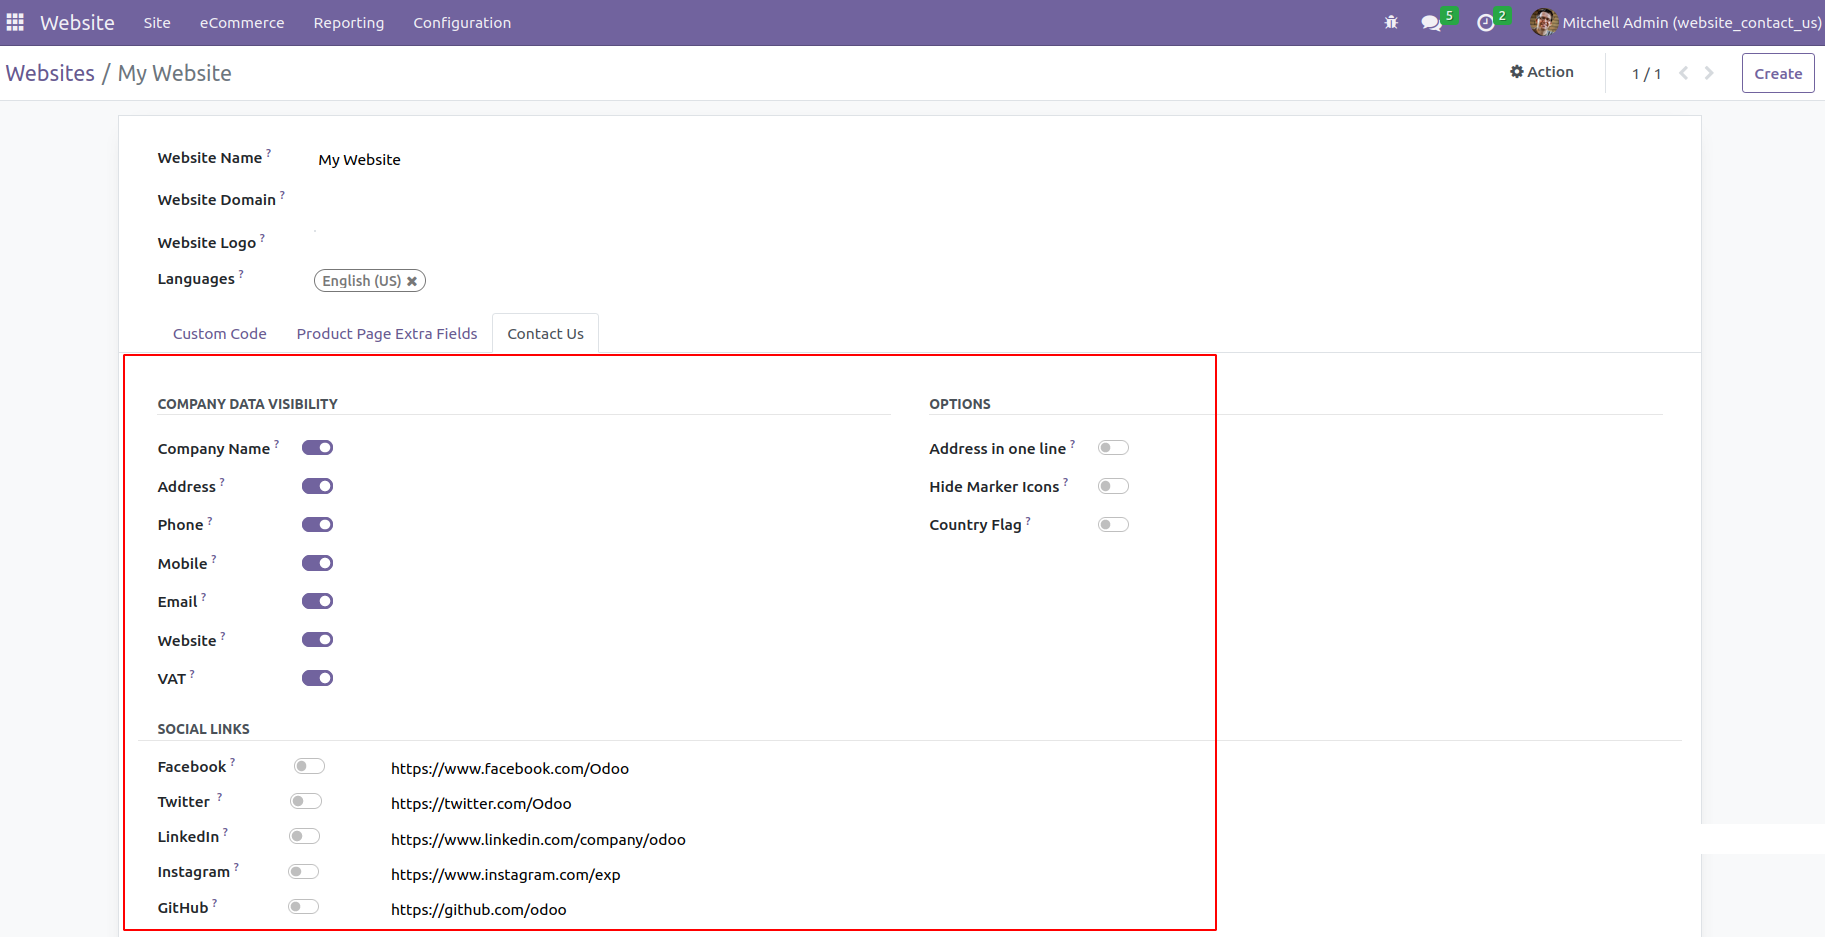 Website Site eCommerce Reporting Configuration 5 2 Mitchell Admin (website_contact_us)
Websites / My Website Action 1 / 1 Create
Website Name ? My Website
Website Domain ?
Website Logo ?
Languages ? English (US) ✖
Custom Code Product Page Extra Fields Contact Us
COMPANY DATA VISIBILITY OPTIONS
Company Name ? Address in one line ?
Address ? Hide Marker Icons ?
Phone ? Country Flag ?
Mobile ?
Email ?
Website ?
VAT ?
SOCIAL LINKS
Facebook ? https://www.facebook.com/Odoo
Twitter ? https://twitter.com/Odoo
LinkedIn ? https://www.linkedin.com/company/odoo
Instagram ? https://www.instagram.com/exp
GitHub ? https://github.com/odoo